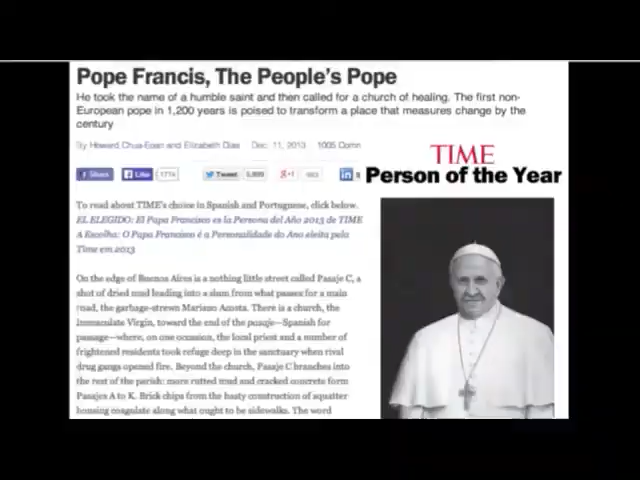 Pope Francis, The People's Pope
He took the name of a humble saint and then called for a church of healing. The first non-
European pope in 1,200 years is poised to transform a place that measures change by the
century
By Howard Chua-Eoan and Elizabeth Dias Dec. 11, 2013 1005 Comn
Share Like 177k Tweet 5,899 +1 in
TIME
Person of the Year
To read about TIME's choice in Spanish and Portuguese, click below.
EL ELEGIDO: El Papa Francisco es la Persona del Año 2013 de TIME
A Escolha: O Papa Francisco é a Personalidade do Ano eleita pela
Time em 2013
On the edge of Buenos Aires is a nothing little street called Pasaje C, a
shot of dried mud leading into a slum from what passes for a main
road, the garbage-strewn Mariano Acosta. There is a church, the
Immaculate Virgin, toward the end of the pasaje—Spanish for
passage—where, on one occasion, the local priest and a number of
frightened residents took refuge deep in the sanctuary when rival
drug gangs opened fire. Beyond the church, Pasaje C branches into
the rest of the parish: more rutted mud and cracked concrete form
Pasajes A to K. Brick chips from the hasty construction of squatter
housing coagulate along what ought to be sidewalks. The word